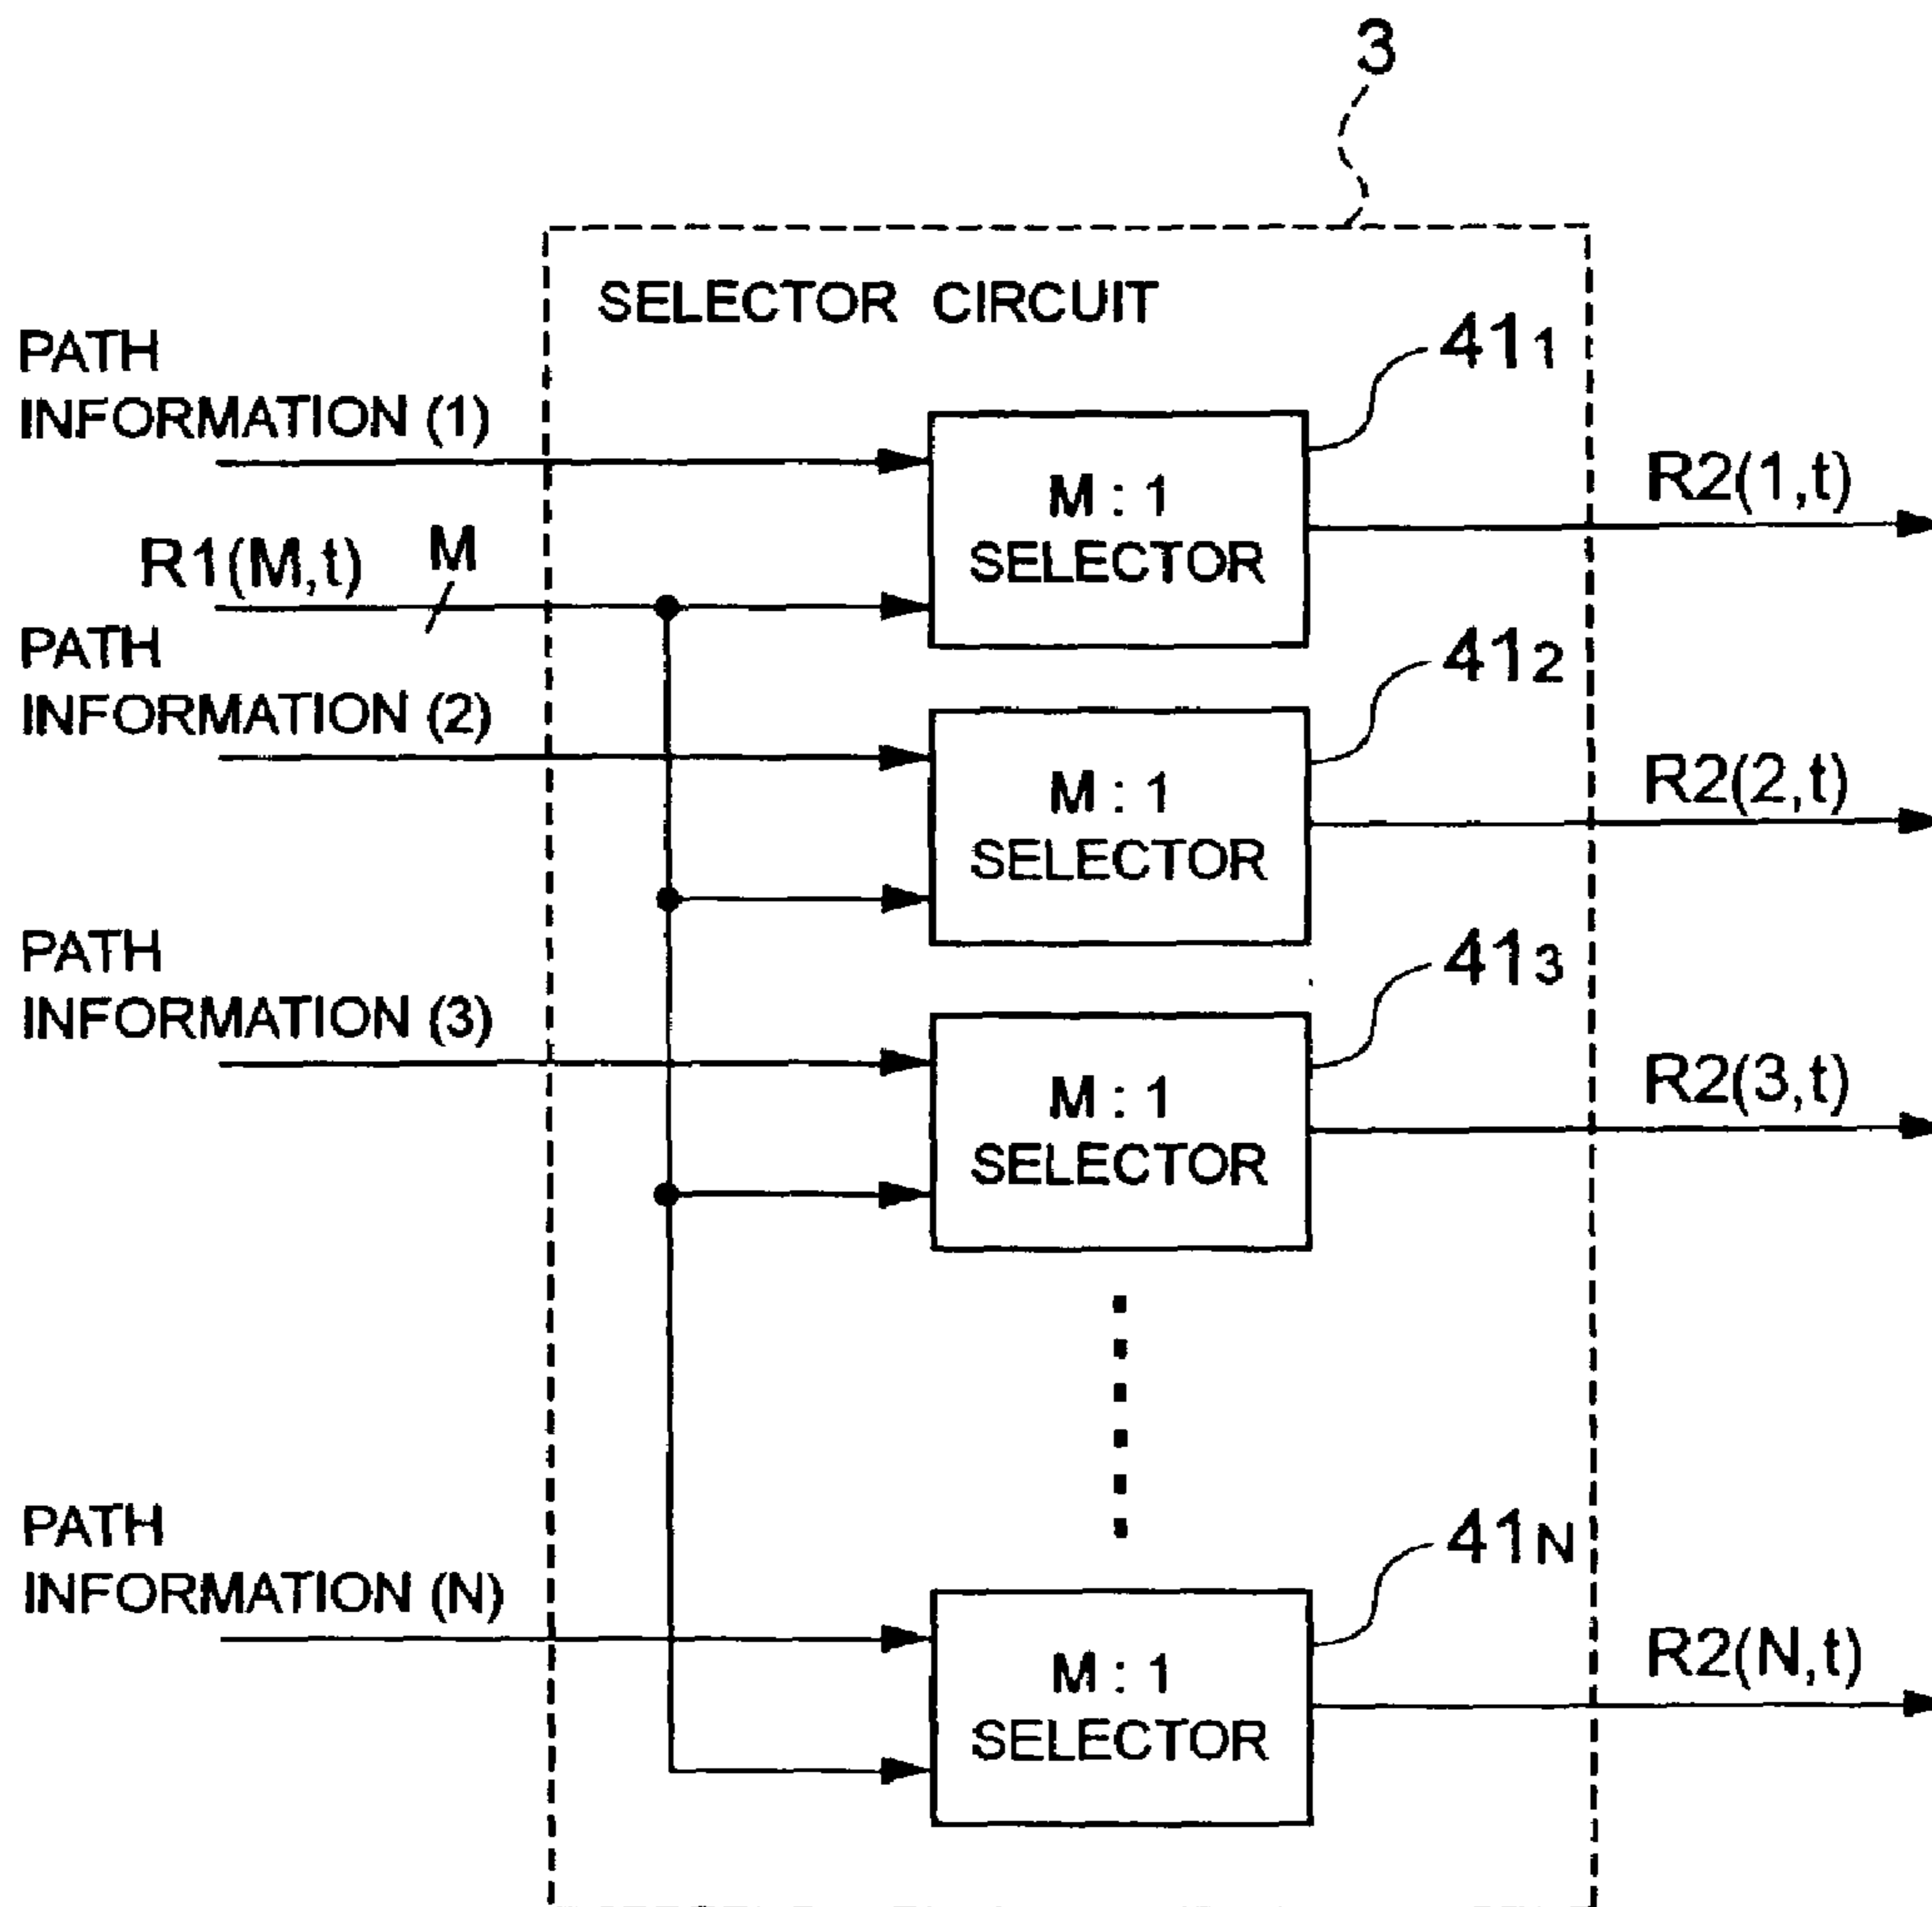 3
SELECTOR CIRCUIT
PATH
INFORMATION (1)
41₁
M : 1
SELECTOR
R2(1,t)
R1(M,t)
M
PATH
INFORMATION (2)
41₂
M : 1
SELECTOR
R2(2,t)
PATH
INFORMATION (3)
41₃
M : 1
SELECTOR
R2(3,t)
PATH
INFORMATION (N)
41N
M : 1
SELECTOR
R2(N,t)